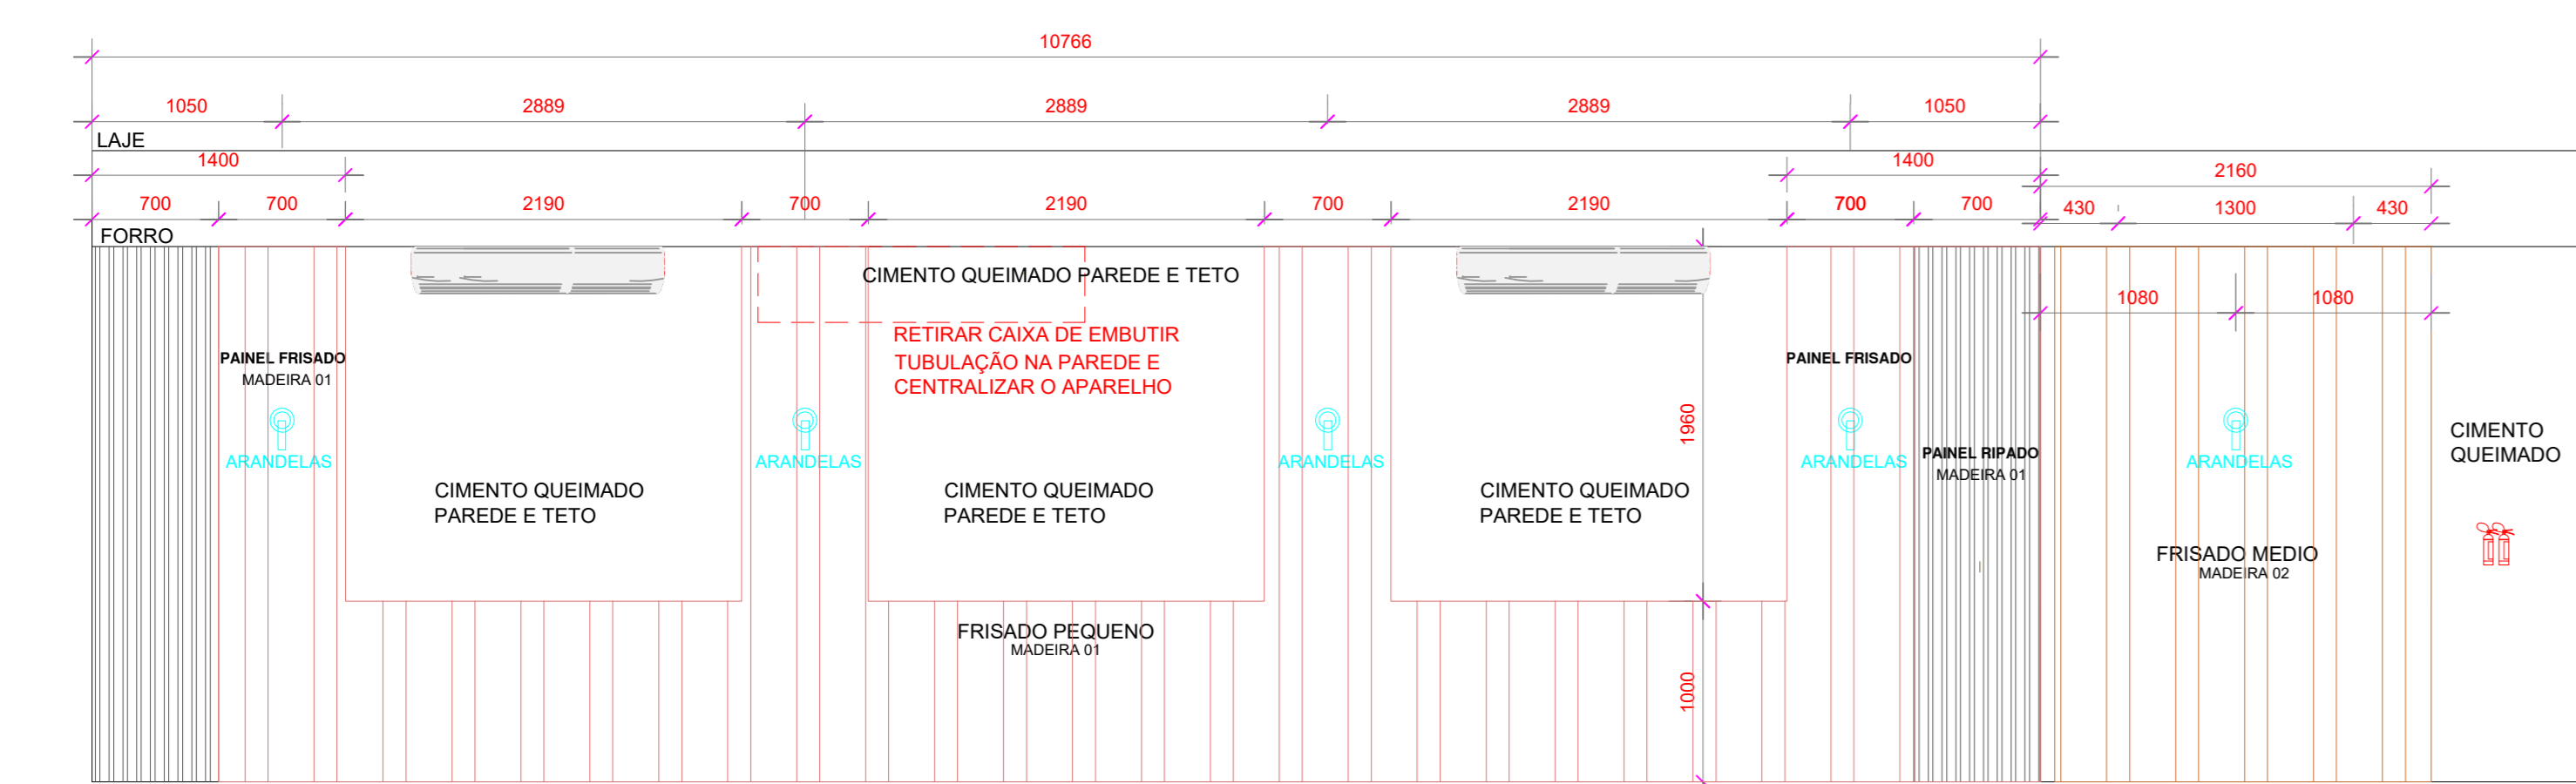 10766
1050 2889 2889 2889 1050
LAJE
1400 1400 2160
700 700 2190 700 2190 700 2190 700 700 430 1300 430
FORRO
CIMENTO QUEIMADO PAREDE E TETO
1080 1080
RETIRAR CAIXA DE EMBUTIR
TUBULAÇÃO NA PAREDE E
CENTRALIZAR O APARELHO
PAINEL FRISADO
MADEIRA 01
PAINEL FRISADO
1960
ARANDELAS ARANDELAS ARANDELAS ARANDELAS ARANDELAS
PAINEL RIPADO
MADEIRA 01
CIMENTO
QUEIMADO
CIMENTO QUEIMADO
PAREDE E TETO
CIMENTO QUEIMADO
PAREDE E TETO
CIMENTO QUEIMADO
PAREDE E TETO
FRISADO MEDIO
MADEIRA 02
FRISADO PEQUENO
MADEIRA 01
1000